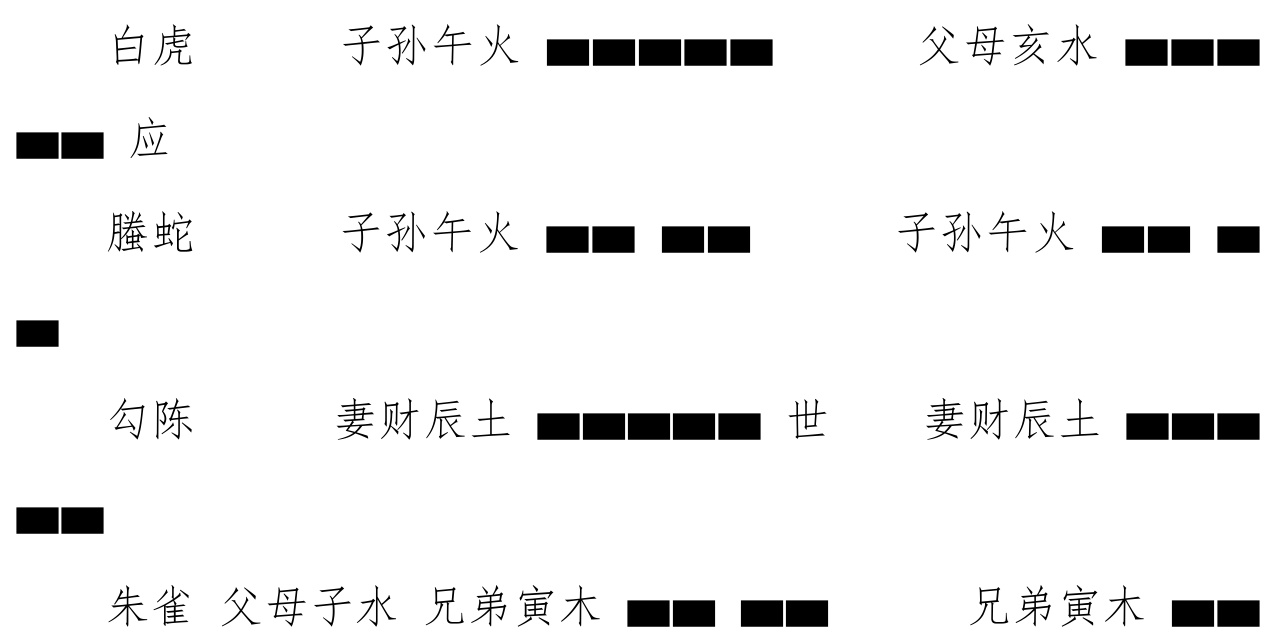 白虎 子孙午火 ■■■■■ 父母亥水 ■■■
■■ 应
螣蛇 子孙午火 ■■ ■■ 子孙午火 ■■ ■
■
勾陈 妻财辰土 ■■■■■ 世 妻财辰土 ■■■
■■
朱雀 父母子水 兄弟寅木 ■■ ■■ 兄弟寅木 ■■